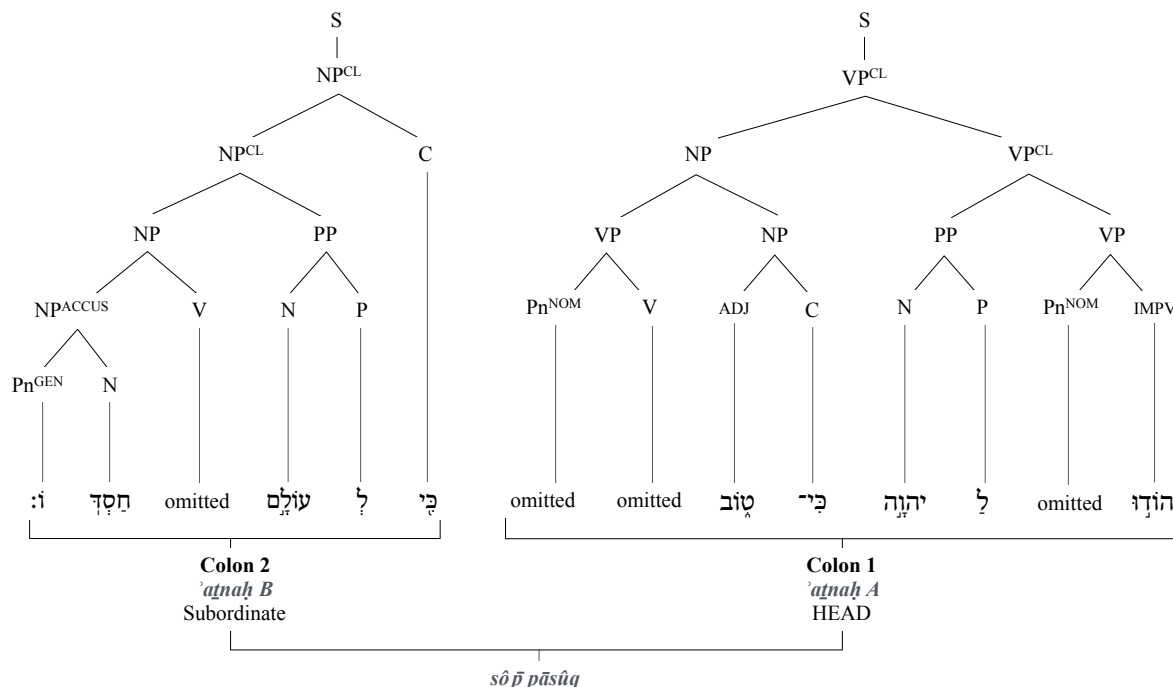 S S
NP^CL VP^CL
NP^CL C NP VP^CL
NP PP VP NP PP VP
NP^ACCUS V N P Pn^NOM V ADJ C N P Pn^NOM IMPV
Pn^GEN N
הוֹד֣וּ omitted לַ יהוָ֣ה כִּי־ ט֑וֹב omitted omitted כִּ֖י לְ עוֹלָ֣ם omitted חַסְדּֽ וֹ׃
Colon 2 Colon 1
ʾaṯnaḥ B ʾaṯnaḥ A
Subordinate HEAD
sôp̄ pāsûq